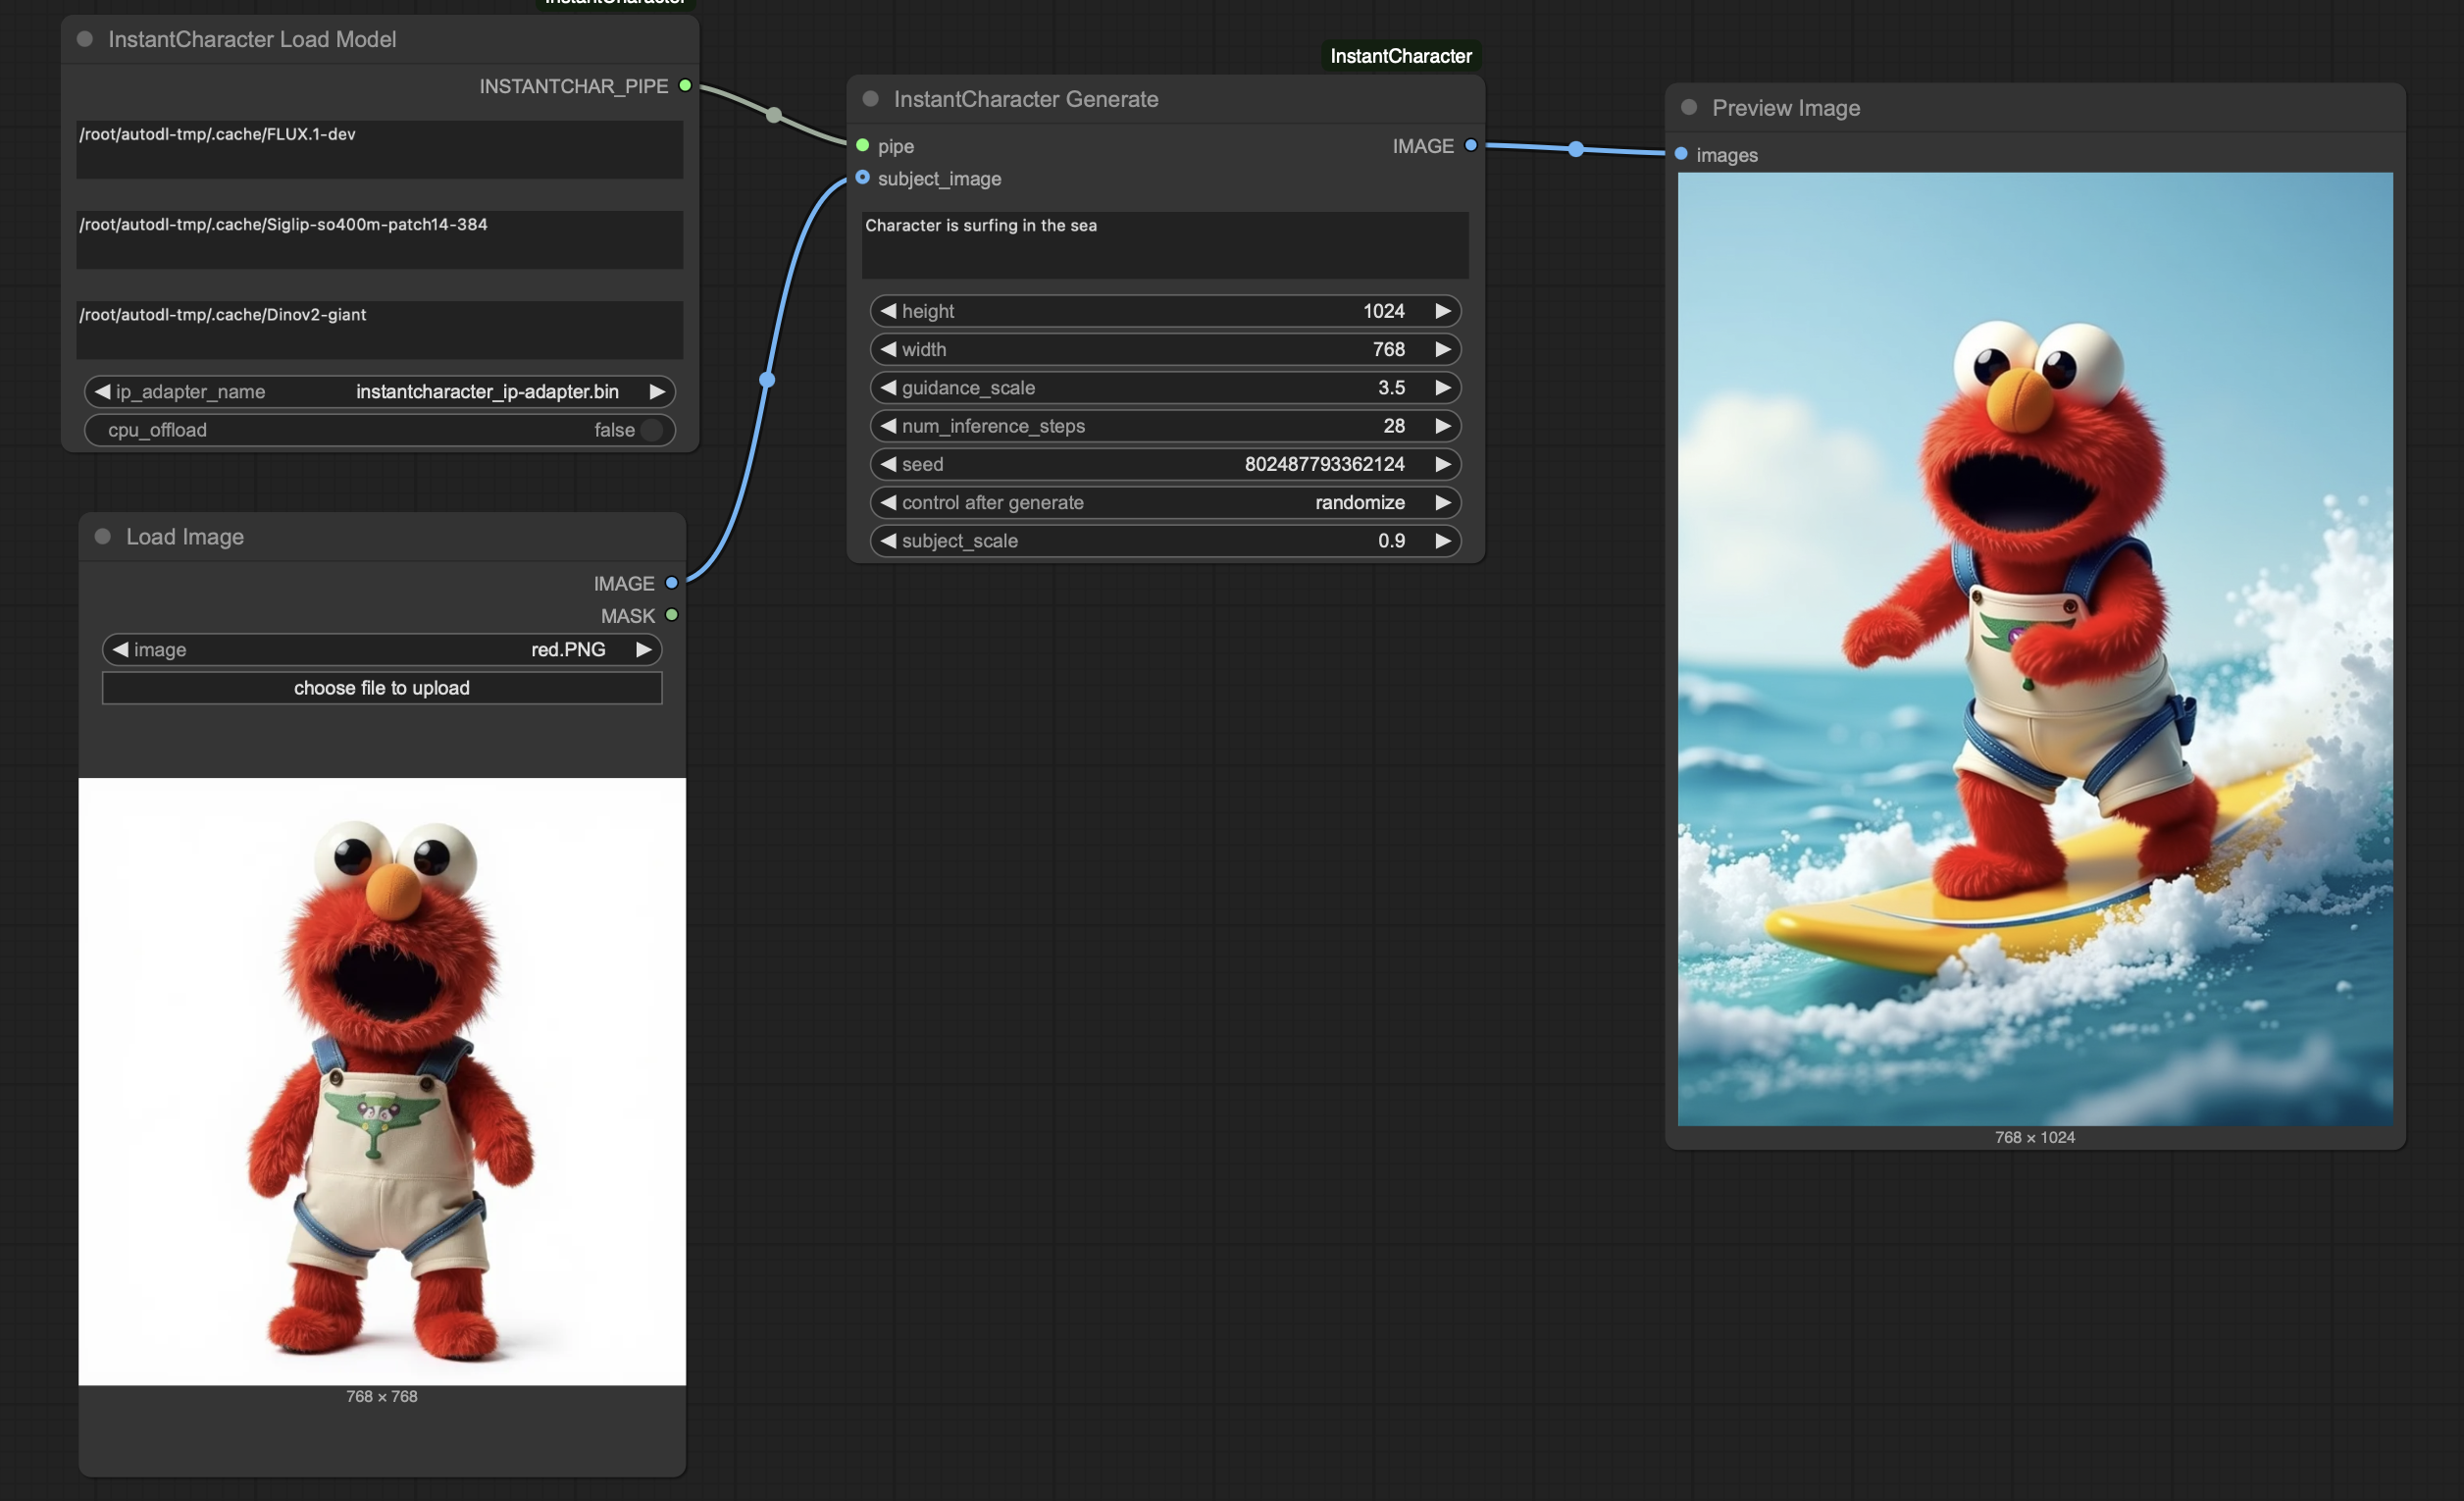 InstantCharacter
InstantCharacter Load Model
INSTANTCHAR_PIPE
/root/autodl-tmp/.cache/FLUX.1-dev
/root/autodl-tmp/.cache/Siglip-so400m-patch14-384
/root/autodl-tmp/.cache/Dinov2-giant
ip_adapter_name instantcharacter_ip-adapter.bin
cpu_offload false
Load Image
IMAGE
MASK
image red.PNG
choose file to upload
768 × 768
InstantCharacter
InstantCharacter Generate
pipe IMAGE
subject_image
Character is surfing in the sea
height 1024
width 768
guidance_scale 3.5
num_inference_steps 28
seed 802487793362124
control after generate randomize
subject_scale 0.9
Preview Image
images
768 × 1024